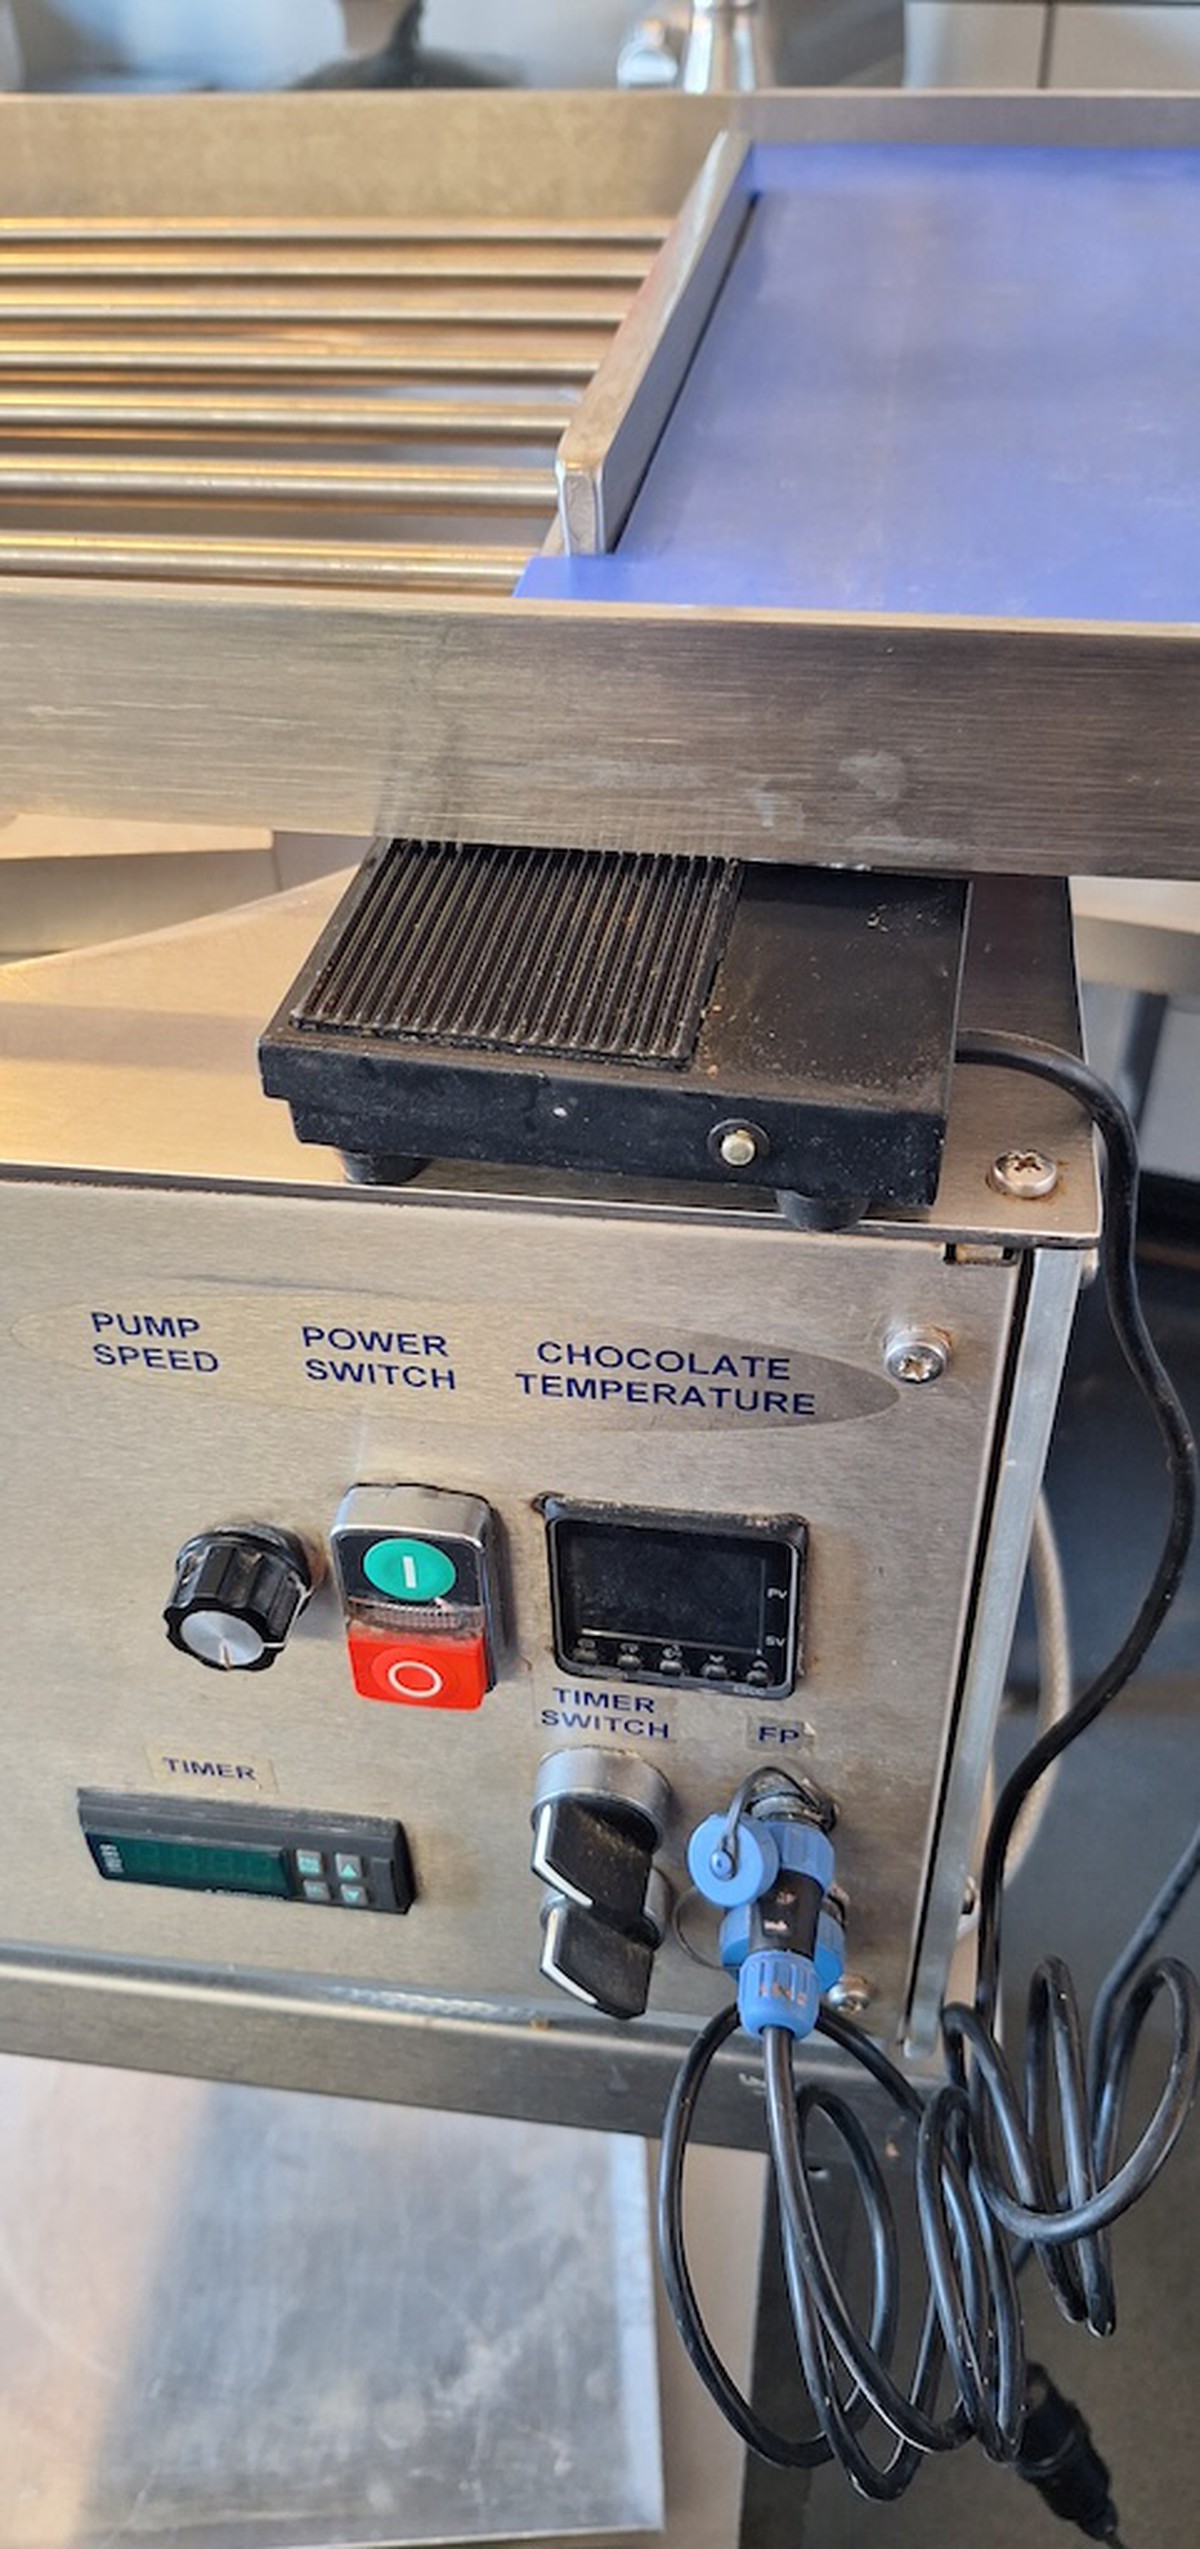 PUMP
SPEED
POWER
SWITCH
CHOCOLATE
TEMPERATURE
I
O
PV
SV
TIMER
SWITCH
FP
TIMER